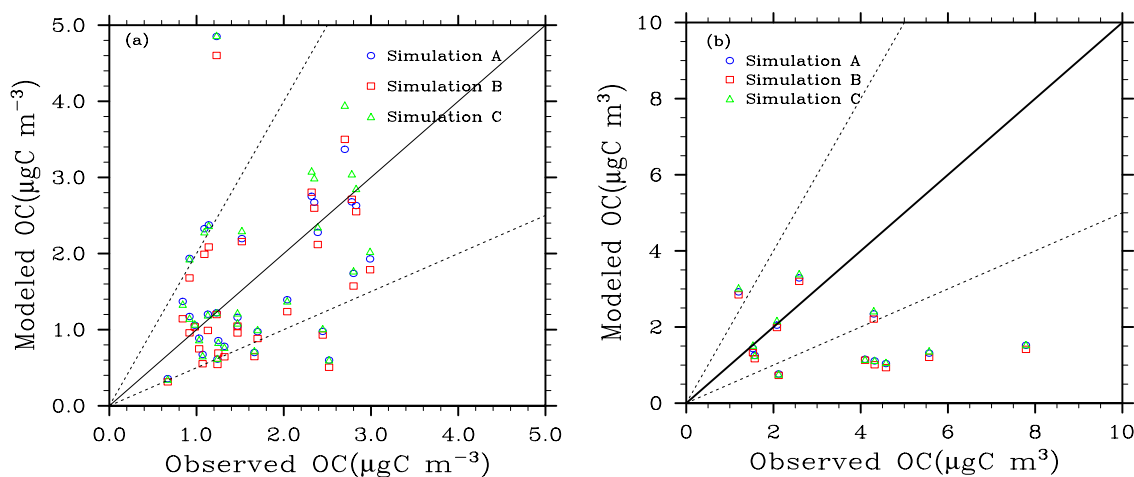 (a)
Simulation A
Simulation B
Simulation C
5.0
4.0
3.0
2.0
1.0
0.0
Modeled OC(μgC m⁻³)
0.0 1.0 2.0 3.0 4.0 5.0
Observed OC(μgC m⁻³)
(b)
Simulation A
Simulation B
Simulation C
10
8
6
4
2
0
Modeled OC(μgC m³)
0 2 4 6 8 10
Observed OC(μgC m³)